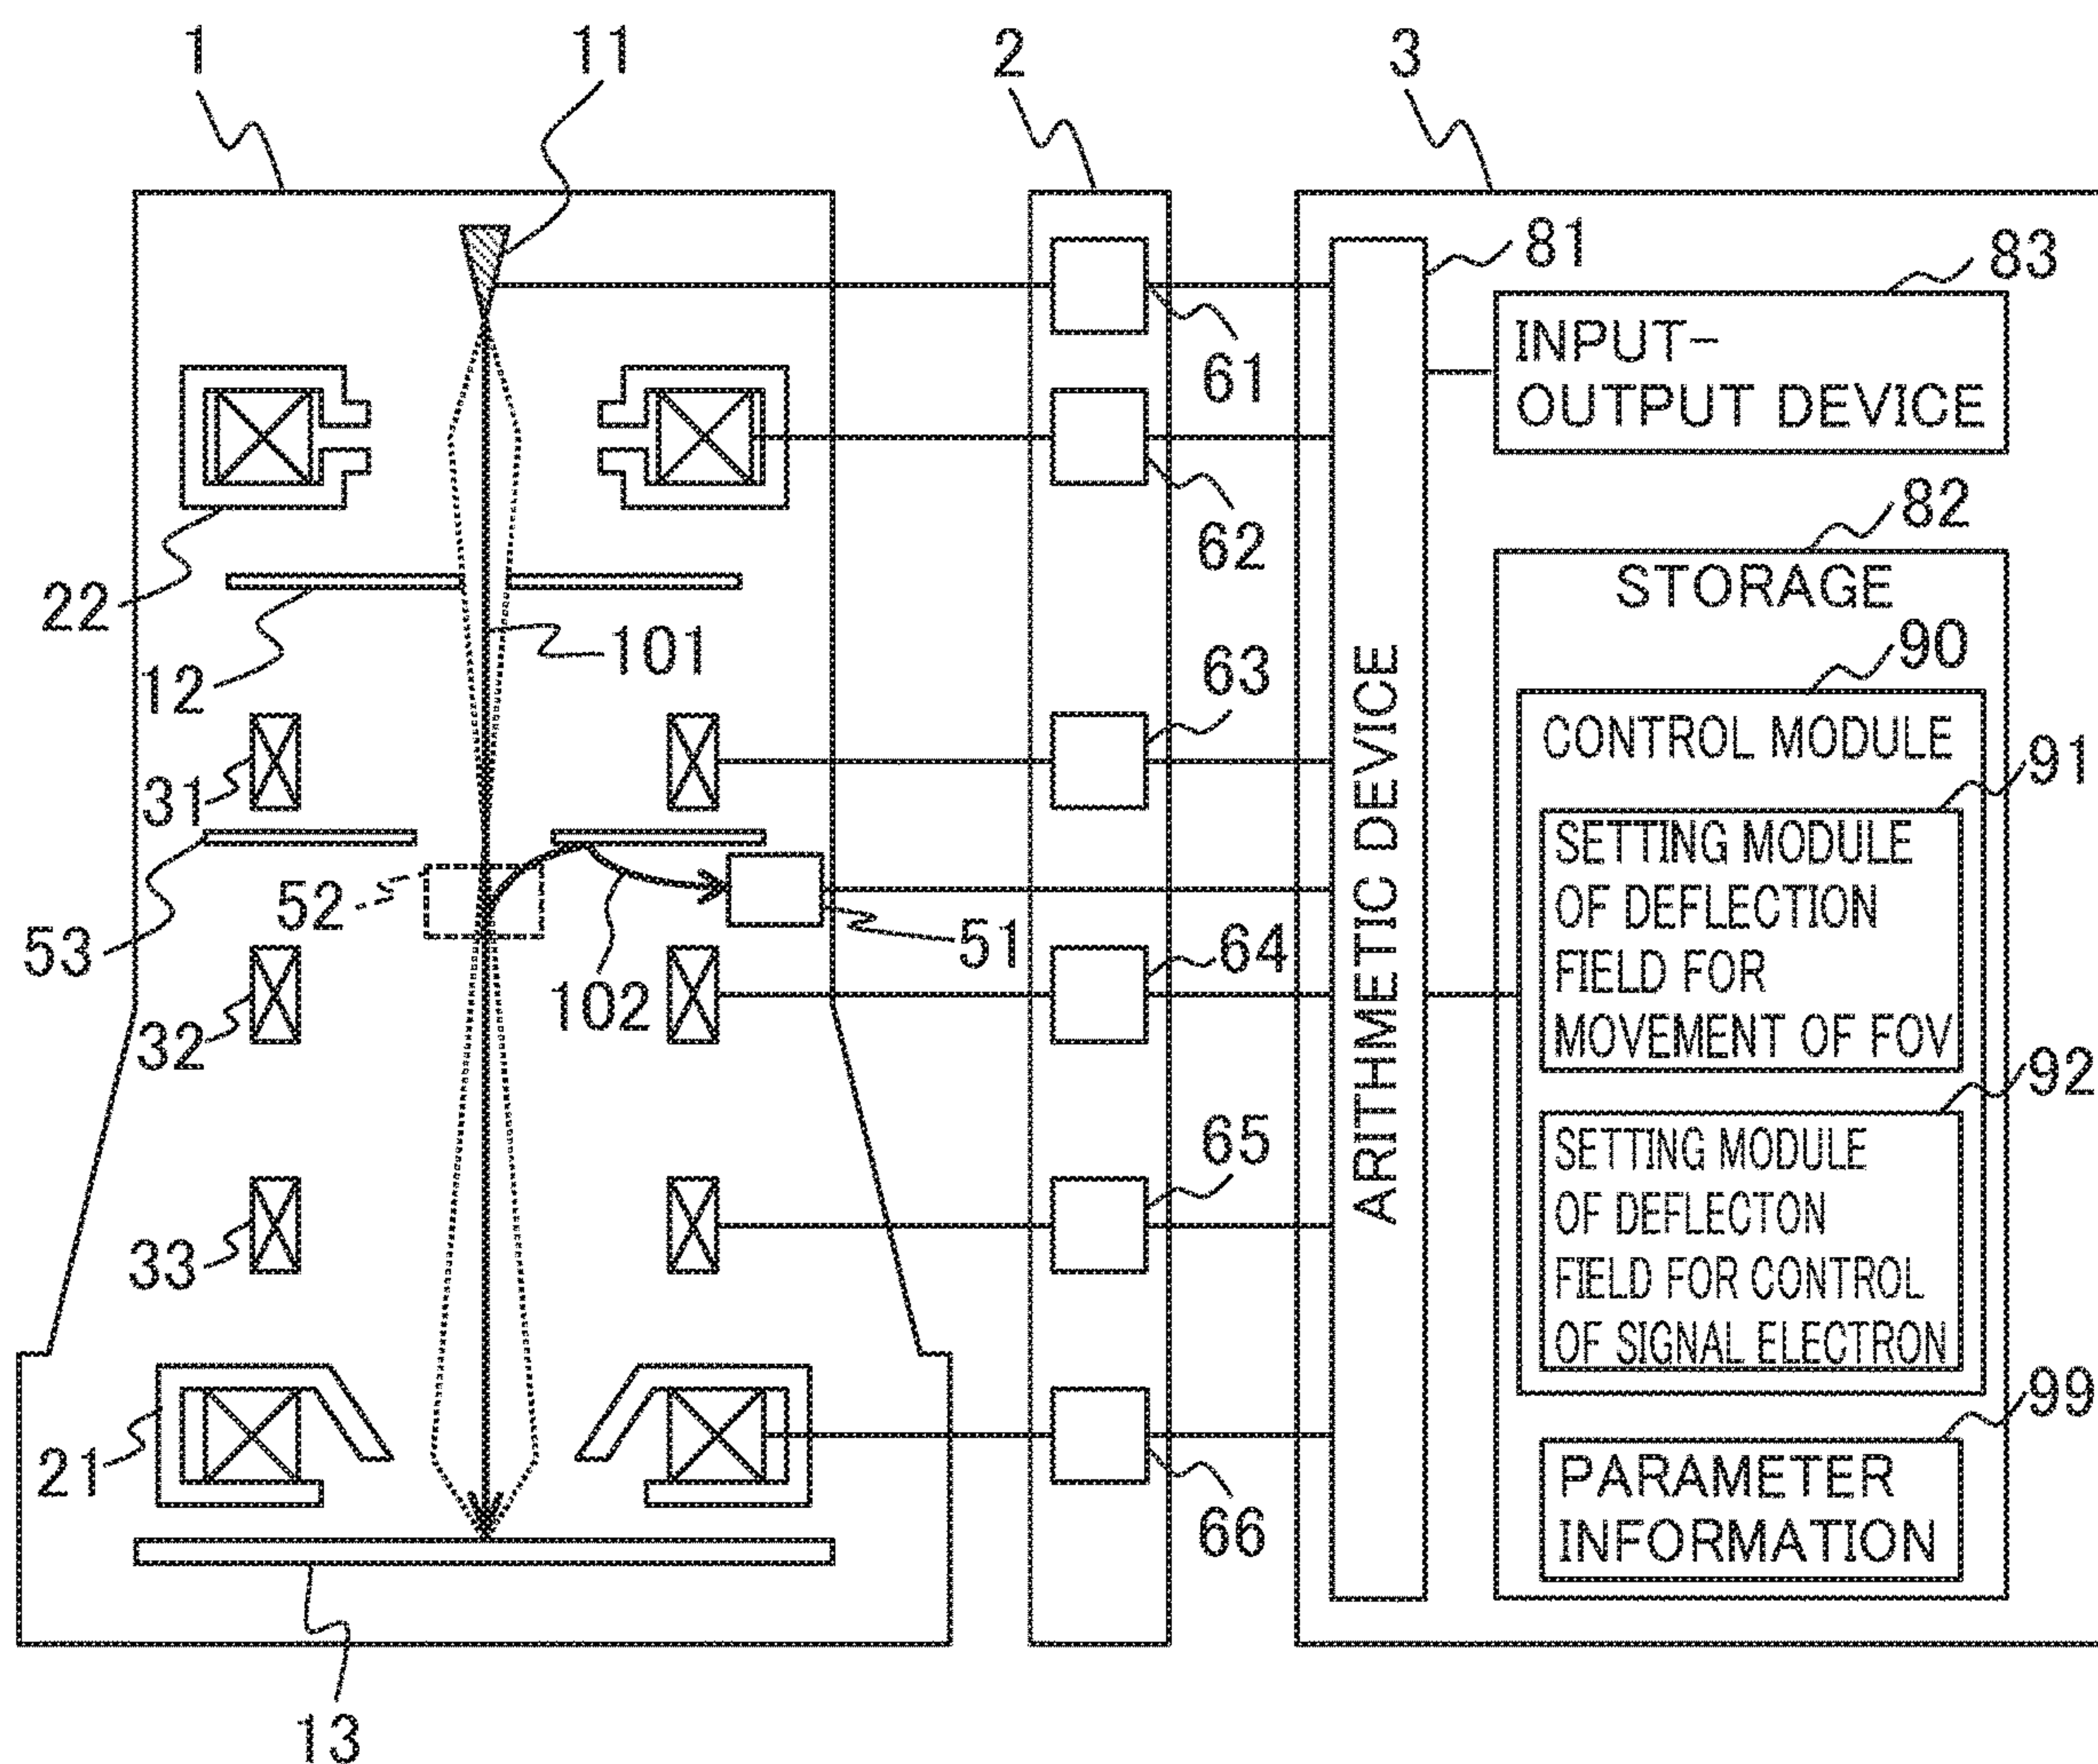 1
11
2
3
81
83
INPUT-
OUTPUT DEVICE
61
62
82
STORAGE
22
12
101
63
90
CONTROL MODULE
91
31
SETTING MODULE
OF DEFLECTION
FIELD FOR
MOVEMENT OF FOV
ARITHMETIC DEVICE
52
53
51
64
102
32
92
65
SETTING MODULE
OF DEFLECTON
FIELD FOR CONTROL
OF SIGNAL ELECTRON
33
99
21
PARAMETER
INFORMATION
66
13